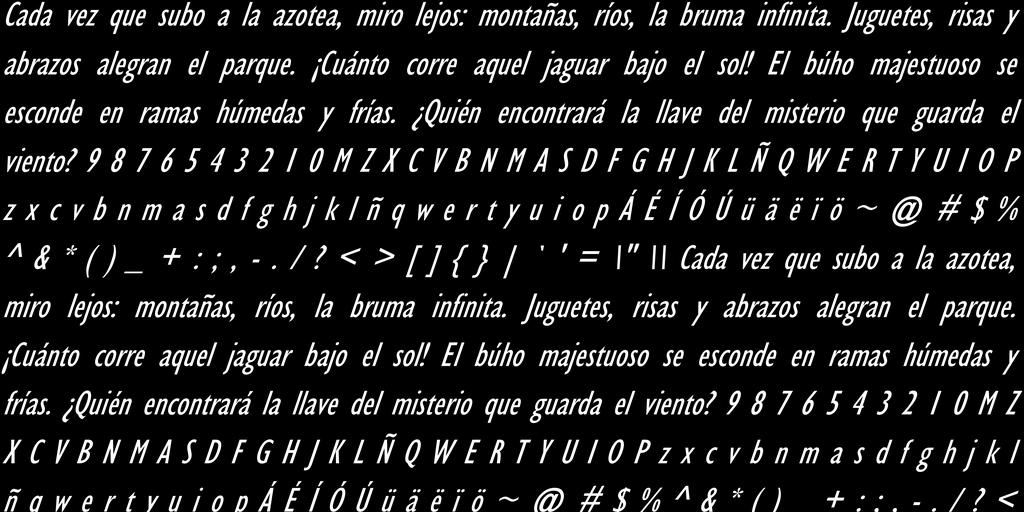 Cada vez que subo a la azotea, miro lejos: montañas, ríos, la bruma infinita. Juguetes, risas y
abrazos alegran el parque. ¡Cuánto corre aquel jaguar bajo el sol! El búho majestuoso se
esconde en ramas húmedas y frías. ¿Quién encontrará la llave del misterio que guarda el
viento? 9 8 7 6 5 4 3 2 1 0 M Z X C V B N M A S D F G H J K L Ñ Q W E R T Y U I O P
z x c v b n m a s d f g h j k l ñ q w e r t y u i o p Á É Í Ó Ú ü ä ë ï ö ~ @ # $ %
^ & * ( ) _ + : ; , - . / ? < > [ ] { } | ` ' = \" \\ Cada vez que subo a la azotea,
miro lejos: montañas, ríos, la bruma infinita. Juguetes, risas y abrazos alegran el parque.
¡Cuánto corre aquel jaguar bajo el sol! El búho majestuoso se esconde en ramas húmedas y
frías. ¿Quién encontrará la llave del misterio que guarda el viento? 9 8 7 6 5 4 3 2 1 0 M Z
X C V B N M A S D F G H J K L Ñ Q W E R T Y U I O P z x c v b n m a s d f g h j k l
ñ q w e r t y u i o p Á É Í Ó Ú ü ä ë ï ö ~ @ # $ % ^ & * ( ) + : ; , - . / ? <